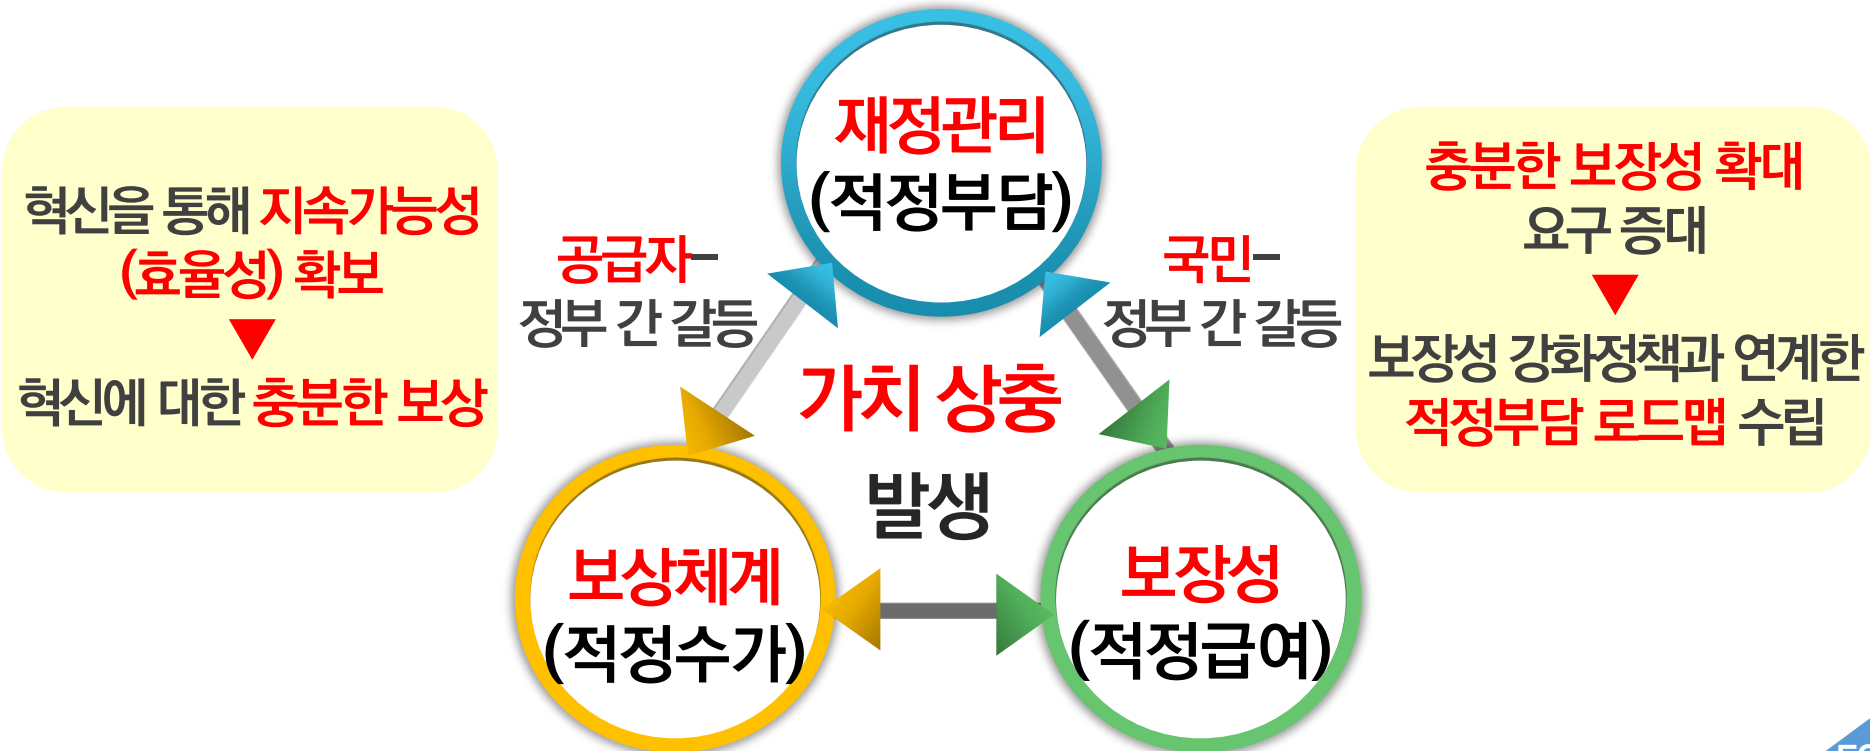 혁신을 통해 지속가능성
(효율성) 확보
혁신에 대한 충분한 보상
공급자–
정부 간 갈등
재정관리
(적정부담)
국민–
정부 간 갈등
가치 상충
발생
보상체계
(적정수가)
보장성
(적정급여)
충분한 보장성 확대
요구 증대
보장성 강화정책과 연계한
적정부담 로드맵 수립